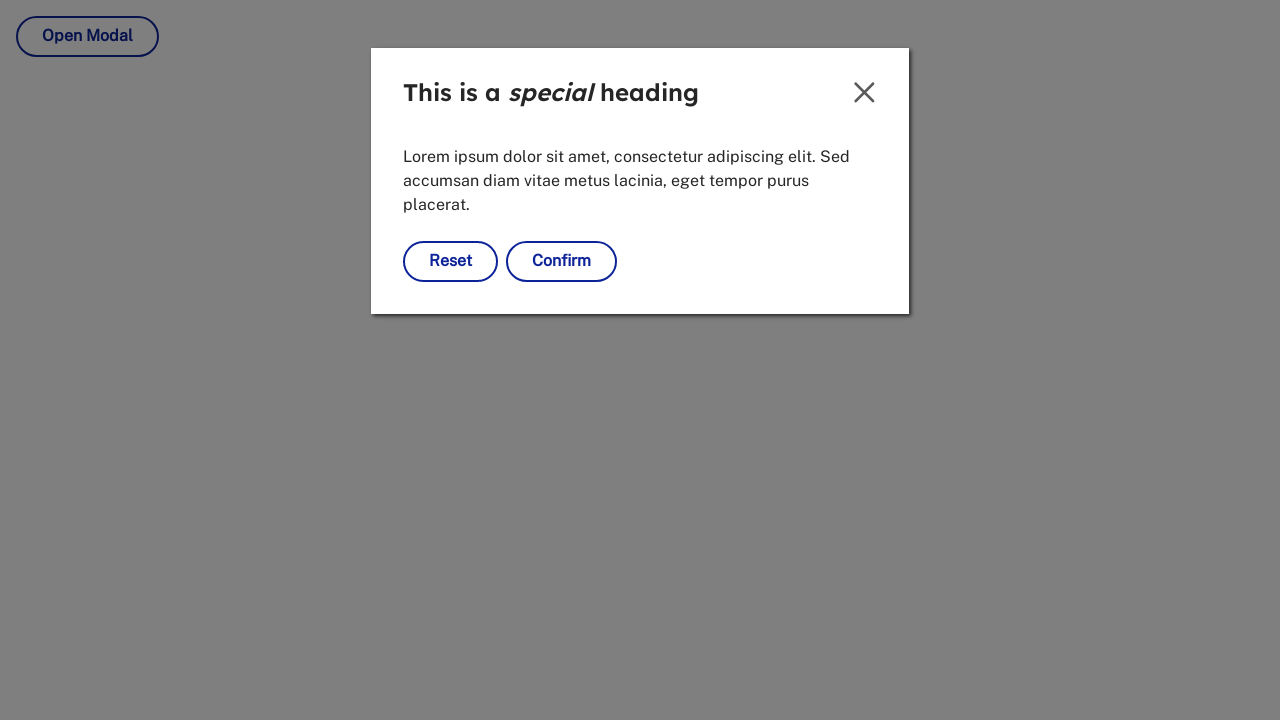 Open Modal
This is a special heading
Lorem ipsum dolor sit amet, consectetur adipiscing elit. Sed
accumsan diam vitae metus lacinia, eget tempor purus
placerat.
Reset Confirm